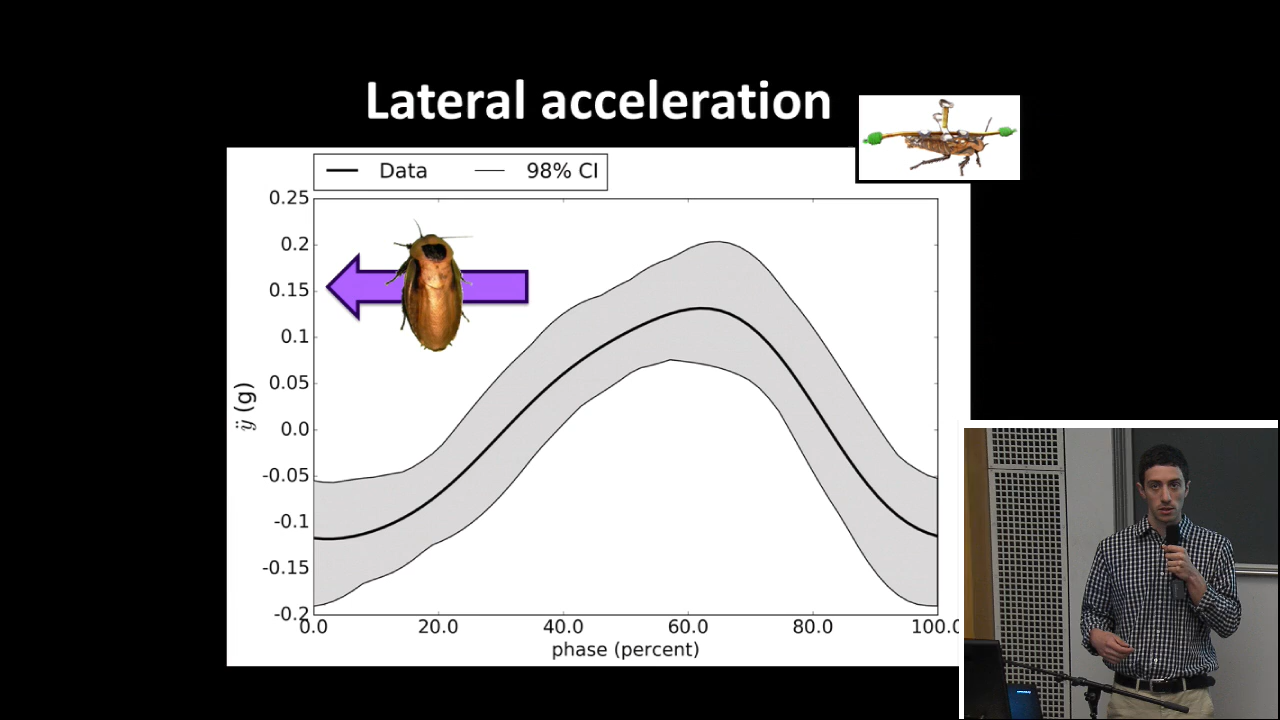 Lateral acceleration
Data 98% CI
0.25
0.2
0.15
0.1
0.05
0.0
-0.05
-0.1
-0.15
-0.2
ÿ (g)
0.0 20.0 40.0 60.0 80.0 100.0
phase (percent)